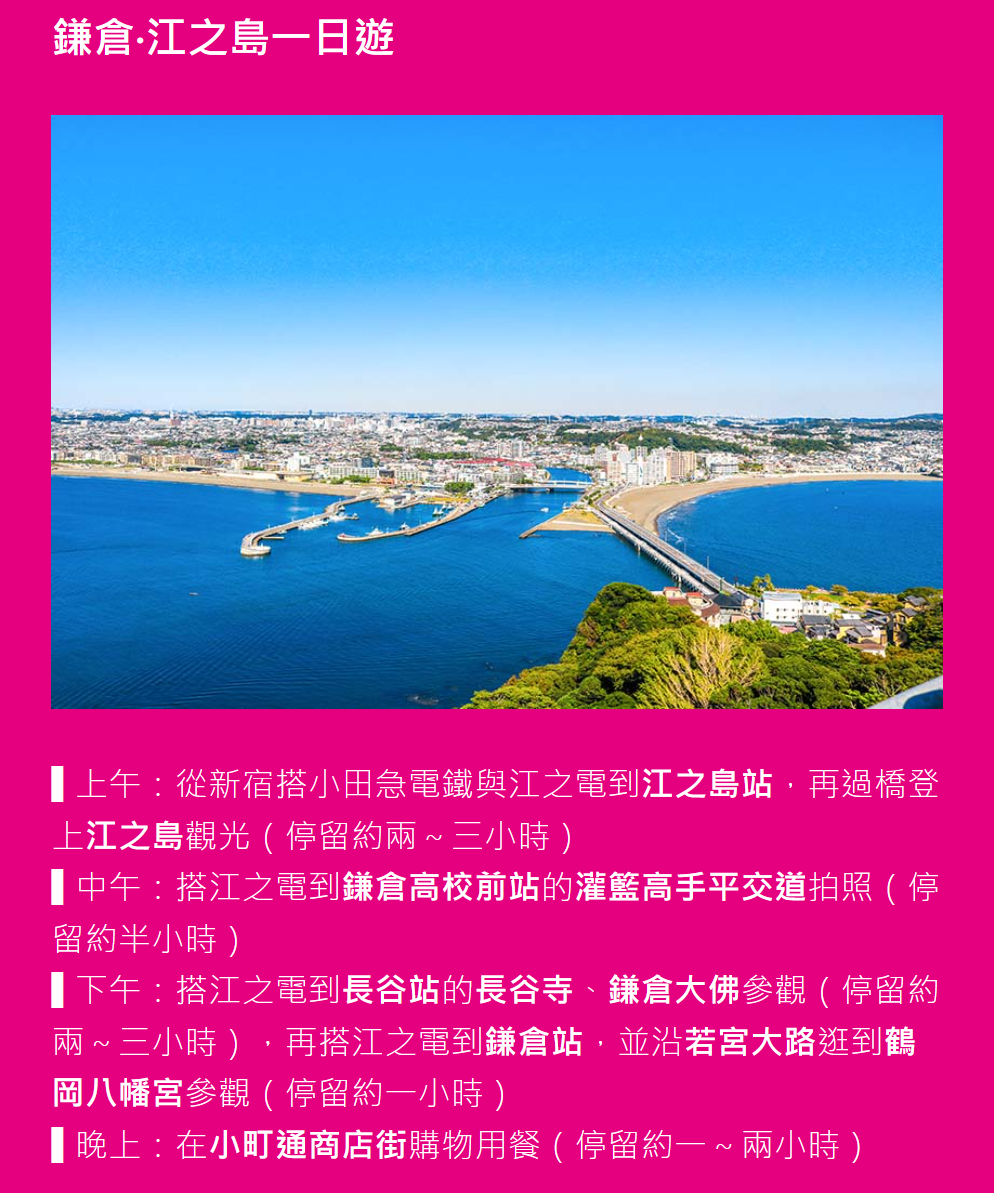 鎌倉·江之島一日遊
▌上午：從新宿搭小田急電鐵與江之電到江之島站，再過橋登
上江之島觀光（停留約兩～三小時）
▌中午：搭江之電到鎌倉高校前站的灌籃高手平交道拍照（停
留約半小時）
▌下午：搭江之電到長谷站的長谷寺、鎌倉大佛參觀（停留約
兩～三小時），再搭江之電到鎌倉站，並沿若宮大路逛到鶴
岡八幡宮參觀（停留約一小時）
▌晚上：在小町通商店街購物用餐（停留約一～兩小時）